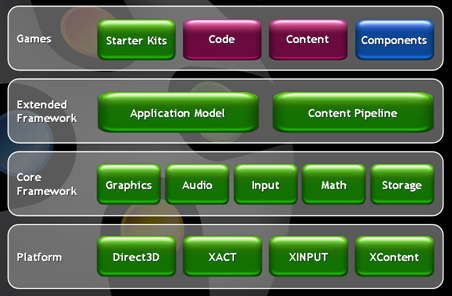 Games
Starter Kits
Code
Content
Components
Extended
Framework
Application Model
Content Pipeline
Core
Framework
Graphics
Audio
Input
Math
Storage
Platform
Direct3D
XACT
XINPUT
XContent